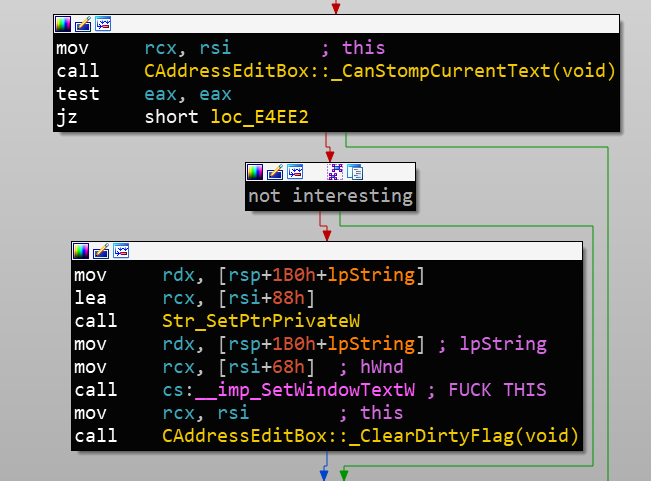 mov rcx, rsi ; this
call CAddressEditBox::_CanStompCurrentText(void)
test eax, eax
jz short loc_E4EE2
not interesting
mov rdx, [rsp+1B0h+lpString]
lea rcx, [rsi+88h]
call Str_SetPtrPrivateW
mov rdx, [rsp+1B0h+lpString] ; lpString
mov rcx, [rsi+68h] ; hWnd
call cs:__imp_SetWindowTextW ; FUCK THIS
mov rcx, rsi ; this
call CAddressEditBox::_ClearDirtyFlag(void)